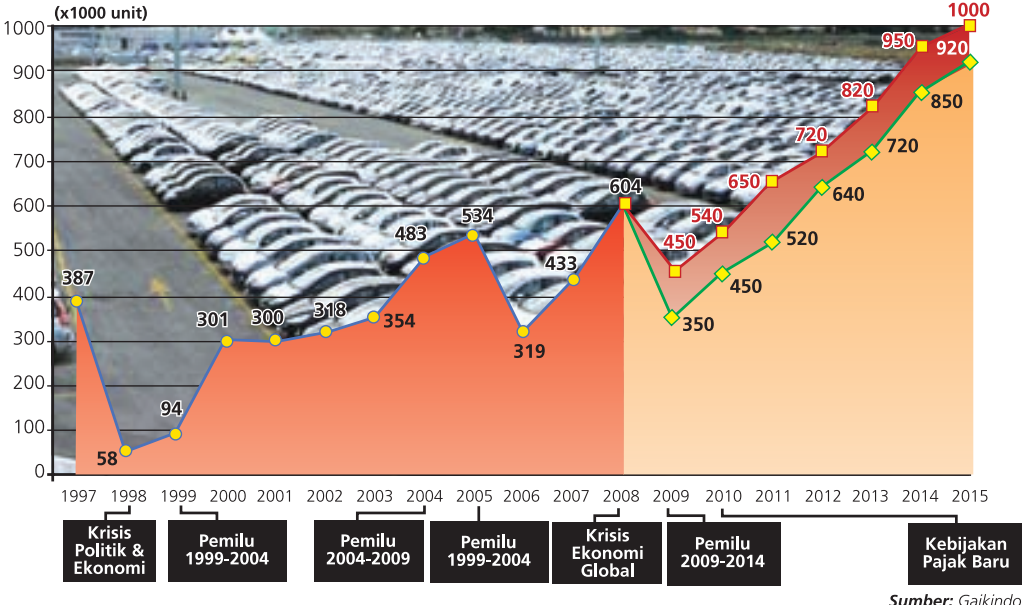 (x1000 unit)
1000
900
800
700
600
500
400
300
200
100
0
387
58
94
301
300
318
354
483
534
319
433
604
450
540
650
720
820
950
1000
350
450
520
640
720
850
920
1997 1998 1999 2000 2001 2002 2003 2004 2005 2006 2007 2008 2009 2010 2011 2012 2013 2014 2015
Krisis
Politik &
Ekonomi
Pemilu
1999-2004
Pemilu
2004-2009
Pemilu
1999-2004
Krisis
Ekonomi
Global
Pemilu
2009-2014
Kebijakan
Pajak Baru
Sumber: Gaikindo